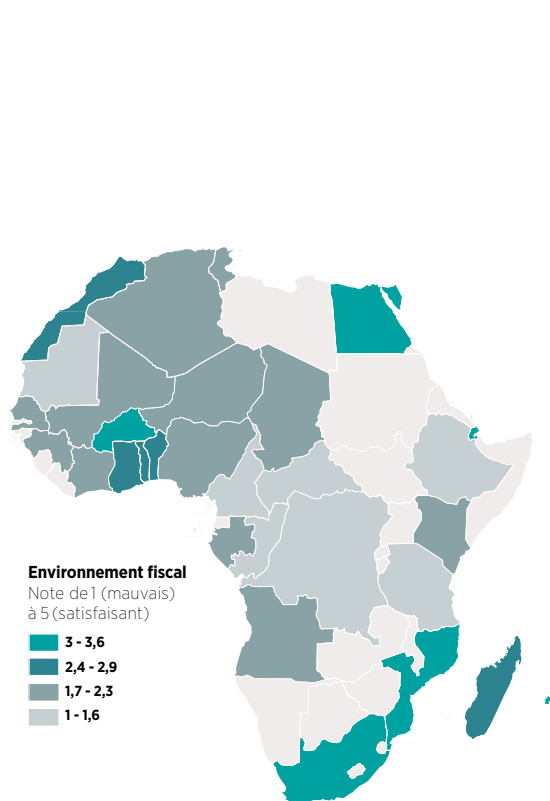 Environnement fiscal
Note de 1 (mauvais)
à 5 (satisfaisant)
3 - 3,6
2,4 - 2,9
1,7 - 2,3
1 - 1,6